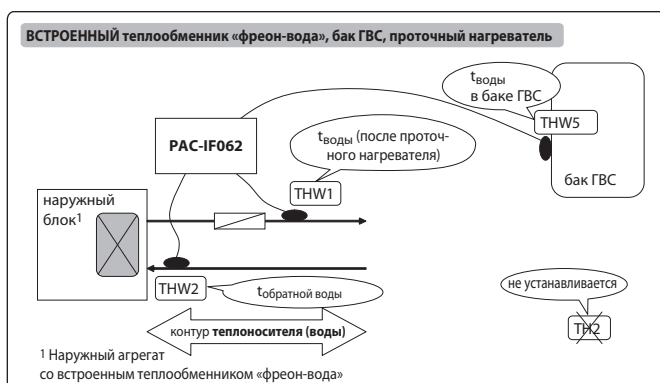 ВСТРОЕННЫЙ теплообменник «фреон-вода», бак ГВС, проточный нагреватель
tводы
в баке ГВС
THW5
бак ГВС
PAC-IF062
tводы (после проточ-
ного нагревателя)
THW1
наружный
блок1
THW2
tобратной воды
не устанавливается
TH2
контур теплоносителя (воды)
1 Наружный агрегат
со встроенным теплообменником «фреон-вода»